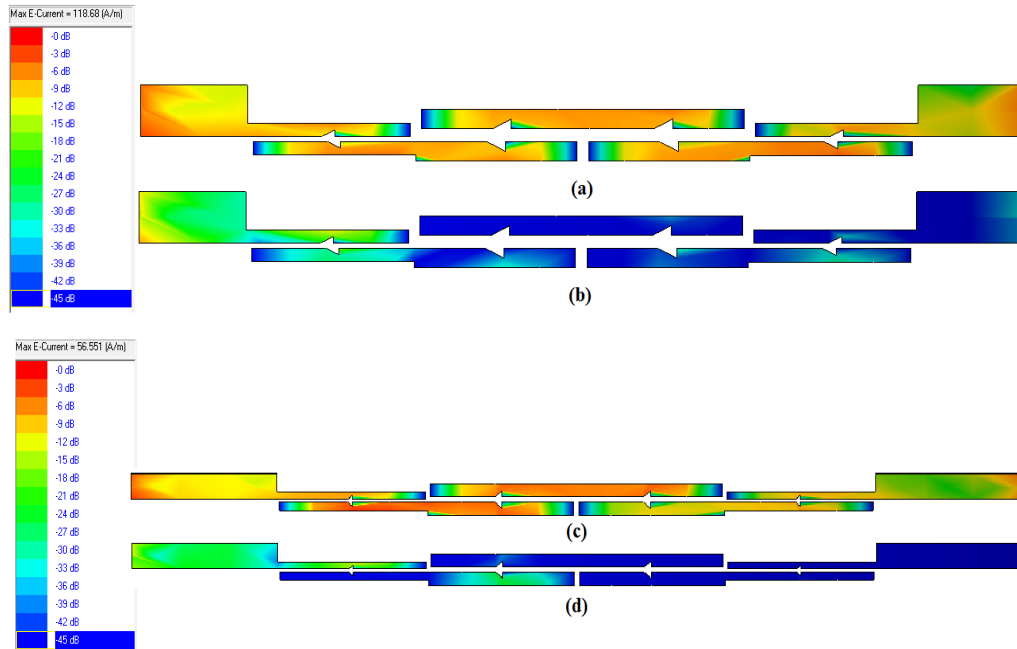 Max E-Current = 118.68 (A/m)
-0 dB
-3 dB
-6 dB
-9 dB
-12 dB
-15 dB
-18 dB
-21 dB
-24 dB
-27 dB
-30 dB
-33 dB
-36 dB
-39 dB
-42 dB
-45 dB
(a)
(b)
Max E-Current = 56.551 (A/m)
-0 dB
-3 dB
-6 dB
-9 dB
-12 dB
-15 dB
-18 dB
-21 dB
-24 dB
-27 dB
-30 dB
-33 dB
-36 dB
-39 dB
-42 dB
-45 dB
(c)
(d)